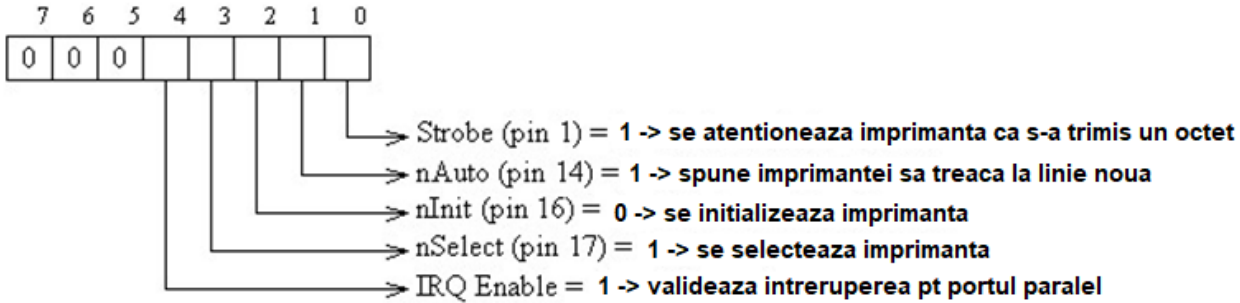 7 6 5 4 3 2 1 0
0 0 0
Strobe (pin 1) = 1 -> se atentioneaza imprimanta ca s-a trimis un octet
nAuto (pin 14) = 1 -> spune imprimantei sa treaca la linie noua
nInit (pin 16) = 0 -> se initializeaza imprimanta
nSelect (pin 17) = 1 -> se selecteaza imprimanta
IRQ Enable = 1 -> valideaza intreruperea pt portul paralel